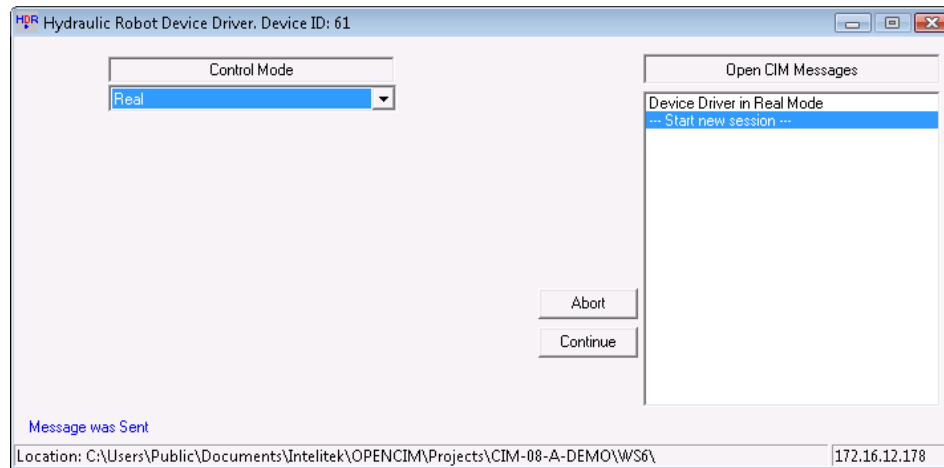 HDR Hydraulic Robot Device Driver. Device ID: 61
Control Mode
Real
Open CIM Messages
Device Driver in Real Mode
--- Start new session ---
Abort
Continue
Message was Sent
Location: C:\Users\Public\Documents\Intelitek\OPENCIM\Projects\CIM-08-A-DEMO\WS6\
172.16.12.178